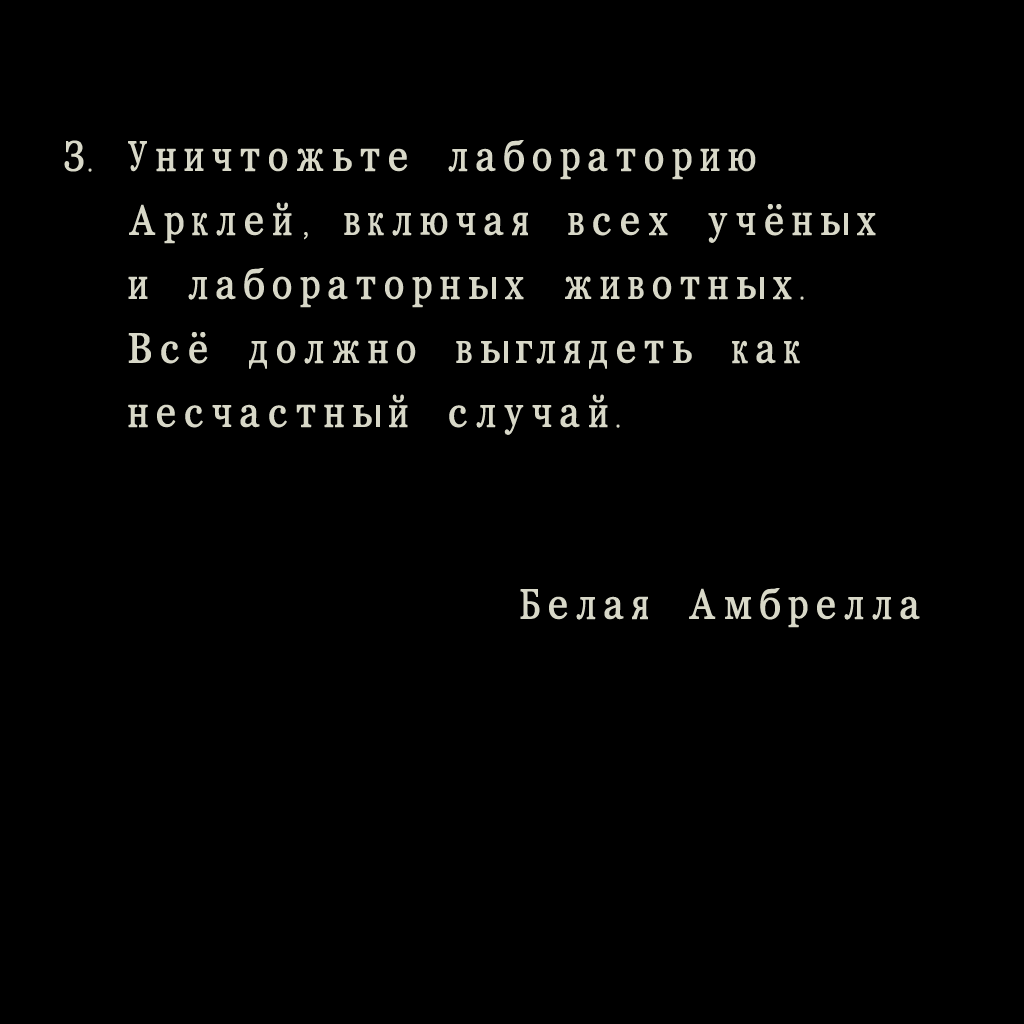 3. Уничтожьте лабораторию
Арклей, включая всех учёных
и лабораторных животных.
Всё должно выглядеть как
несчастный случай.
Белая Амбрелла